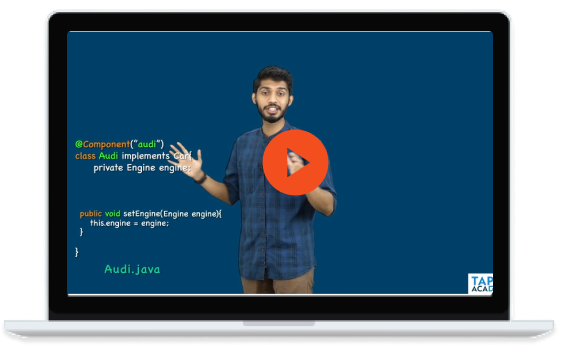 @Component("audi")
class Audi implements Car{
private Engine engine;
public void setEngine(Engine engine){
this.engine = engine;
}
}
Audi.java
TAP
ACAD